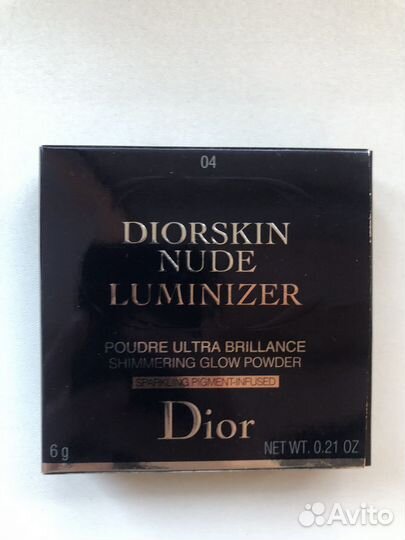 04
DIORSKIN
NUDE
LUMINIZER
POUDRE ULTRA BRILLANCE
SHIMMERING GLOW POWDER
SPARKLING PIGMENT-INFUSED
Dior
6 g NET WT. 0.21 OZ
Avito